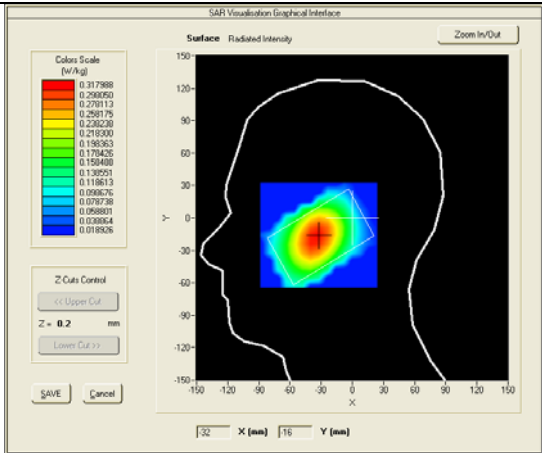 SAR Visualisation Graphical Interface
Surface Radiated Intensity
Zoom In/Out
Colors Scale
(W/kg)
0.317988
0.298050
0.278113
0.258175
0.238238
0.218300
0.198363
0.178426
0.158488
0.138551
0.118613
0.098676
0.078738
0.058801
0.038864
0.018926
150-
120-
90-
60-
30-
0-
-30-
-60-
-90-
-120-
-150-
Y
-150 -120 -90 -60 -30 0 30 60 90 120 150
X
Z Cuts Control
<< Upper Cut
Z = 0.2 mm
Lower Cut >>
SAVE Cancel
-32 X (mm) -16 Y (mm)